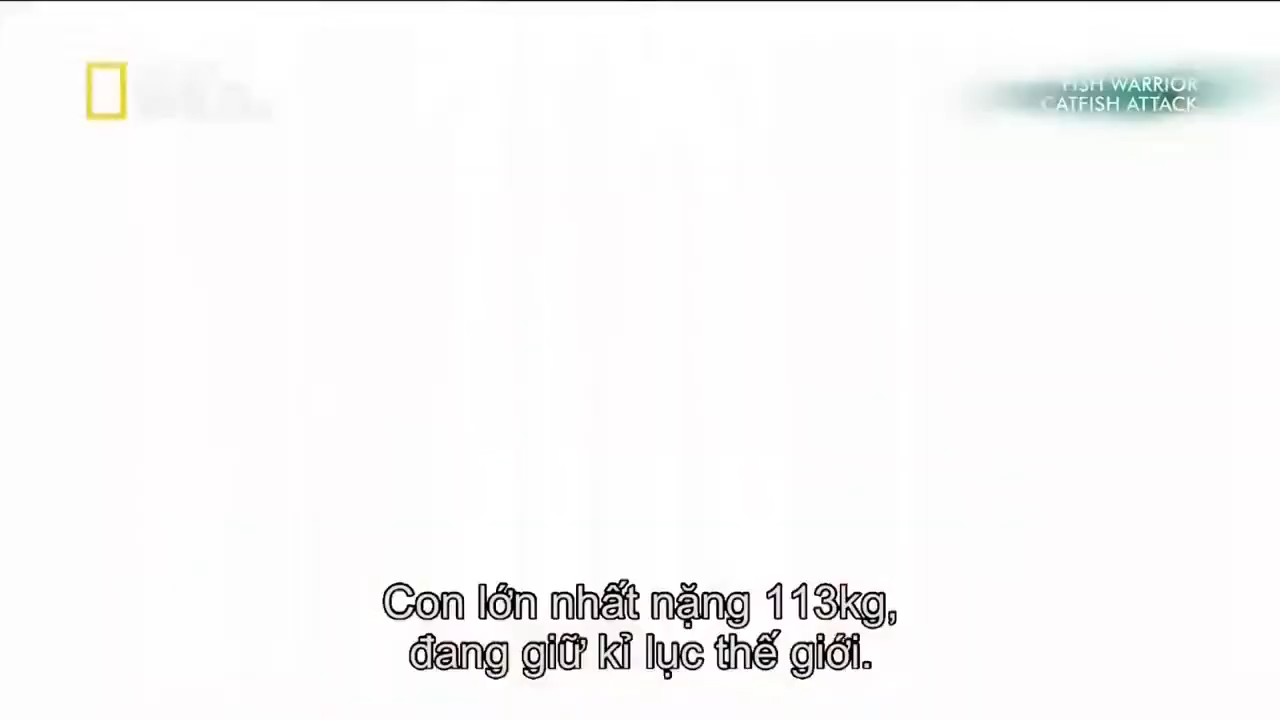 FISH WARRIOR
CATFISH ATTACK
Con lớn nhất nặng 113kg,
đang giữ kỉ lục thế giới.